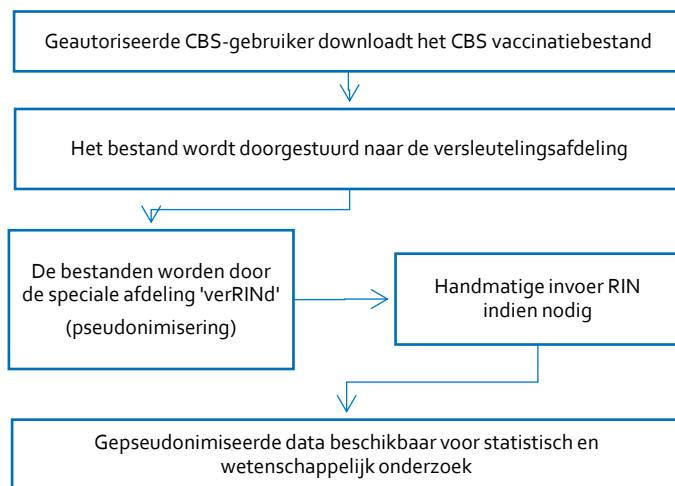 Geautoriseerde CBS-gebruiker downloadt het CBS vaccinatiebestand
Het bestand wordt doorgestuurd naar de versleutelingsafdeling
De bestanden worden door
de speciale afdeling 'verRINd'
(pseudonimisering)
Handmatige invoer RIN
indien nodig
Gepseudonimiseerde data beschikbaar voor statistisch en
wetenschappelijk onderzoek